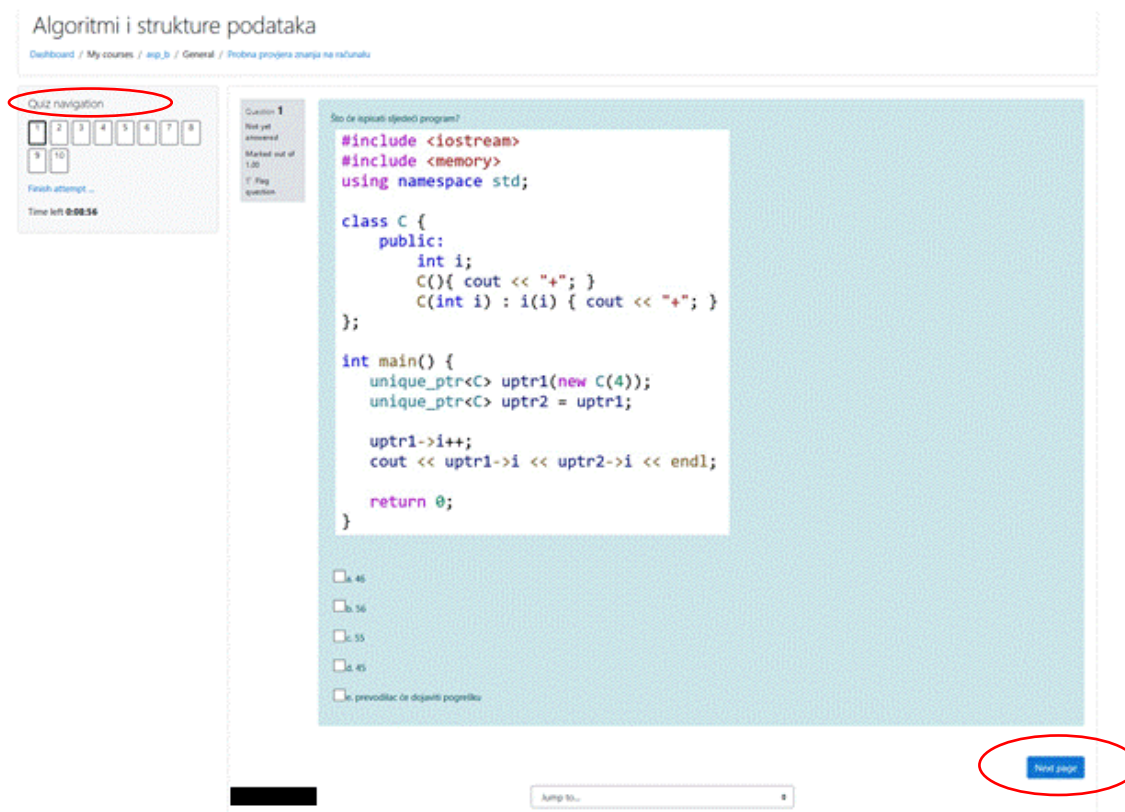 Algoritmi i strukture podataka
Dashboard / My courses / asp_b / General / Probna provjera znanja na računalu
Quiz navigation
1 2 3 4 5 6 7 8
9 10
Finish attempt ...
Time left 0:08:56
Question 1
Not yet
answered
Marked out of
1.00
Flag
question
Što će ispisati sljedeći program?
#include <iostream>
#include <memory>
using namespace std;
class C {
public:
int i;
C(){ cout << "+"; }
C(int i) : i(i) { cout << "+"; }
};
int main() {
unique_ptr<C> uptr1(new C(4));
unique_ptr<C> uptr2 = uptr1;
uptr1->i++;
cout << uptr1->i << uptr2->i << endl;
return 0;
}
a. 46
b. 56
c. 55
d. 45
e. prevodilac će dojaviti pogrešku
Next page
Jump to...